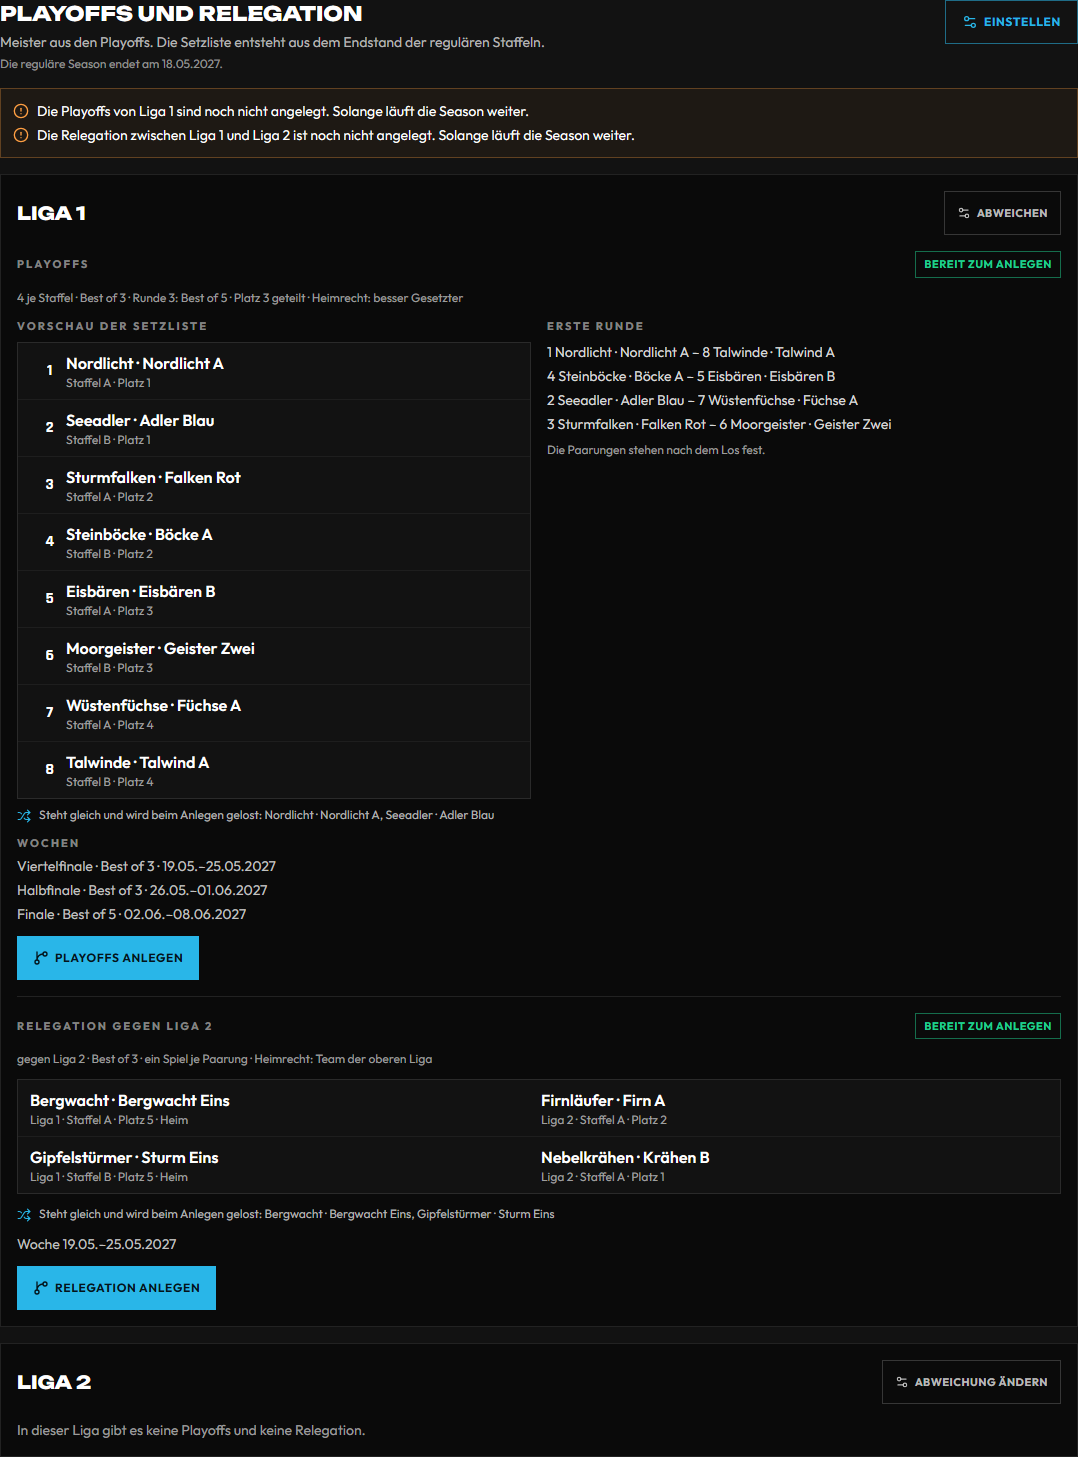 PLAYOFFS UND RELEGATION
EINSTELLEN
Meister aus den Playoffs. Die Setzliste entsteht aus dem Endstand der regulären Staffeln.
Die reguläre Season endet am 18.05.2027.
Die Playoffs von Liga 1 sind noch nicht angelegt. Solange läuft die Season weiter.
Die Relegation zwischen Liga 1 und Liga 2 ist noch nicht angelegt. Solange läuft die Season weiter.
LIGA 1
ABWEICHEN
PLAYOFFS
BEREIT ZUM ANLEGEN
4 je Staffel · Best of 3 · Runde 3: Best of 5 · Platz 3 geteilt · Heimrecht: besser Gesetzter
VORSCHAU DER SETZLISTE
1 Nordlicht · Nordlicht A
Staffel A · Platz 1
2 Seeadler · Adler Blau
Staffel B · Platz 1
3 Sturmfalken · Falken Rot
Staffel A · Platz 2
4 Steinböcke · Böcke A
Staffel B · Platz 2
5 Eisbären · Eisbären B
Staffel A · Platz 3
6 Moorgeister · Geister Zwei
Staffel B · Platz 3
7 Wüstenfüchse · Füchse A
Staffel A · Platz 4
8 Talwinde · Talwind A
Staffel B · Platz 4
ERSTE RUNDE
1 Nordlicht · Nordlicht A – 8 Talwinde · Talwind A
4 Steinböcke · Böcke A – 5 Eisbären · Eisbären B
2 Seeadler · Adler Blau – 7 Wüstenfüchse · Füchse A
3 Sturmfalken · Falken Rot – 6 Moorgeister · Geister Zwei
Die Paarungen stehen nach dem Los fest.
Steht gleich und wird beim Anlegen gelost: Nordlicht · Nordlicht A, Seeadler · Adler Blau
WOCHEN
Viertelfinale · Best of 3 · 19.05.–25.05.2027
Halbfinale · Best of 3 · 26.05.–01.06.2027
Finale · Best of 5 · 02.06.–08.06.2027
PLAYOFFS ANLEGEN
RELEGATION GEGEN LIGA 2
BEREIT ZUM ANLEGEN
gegen Liga 2 · Best of 3 · ein Spiel je Paarung · Heimrecht: Team der oberen Liga
Bergwacht · Bergwacht Eins
Liga 1 · Staffel A · Platz 5 · Heim
Firnläufer · Firn A
Liga 2 · Staffel A · Platz 2
Gipfelstürmer · Sturm Eins
Liga 1 · Staffel B · Platz 5 · Heim
Nebelkrähen · Krähen B
Liga 2 · Staffel A · Platz 1
Steht gleich und wird beim Anlegen gelost: Bergwacht · Bergwacht Eins, Gipfelstürmer · Sturm Eins
Woche 19.05.–25.05.2027
RELEGATION ANLEGEN
LIGA 2
ABWEICHUNG ÄNDERN
In dieser Liga gibt es keine Playoffs und keine Relegation.